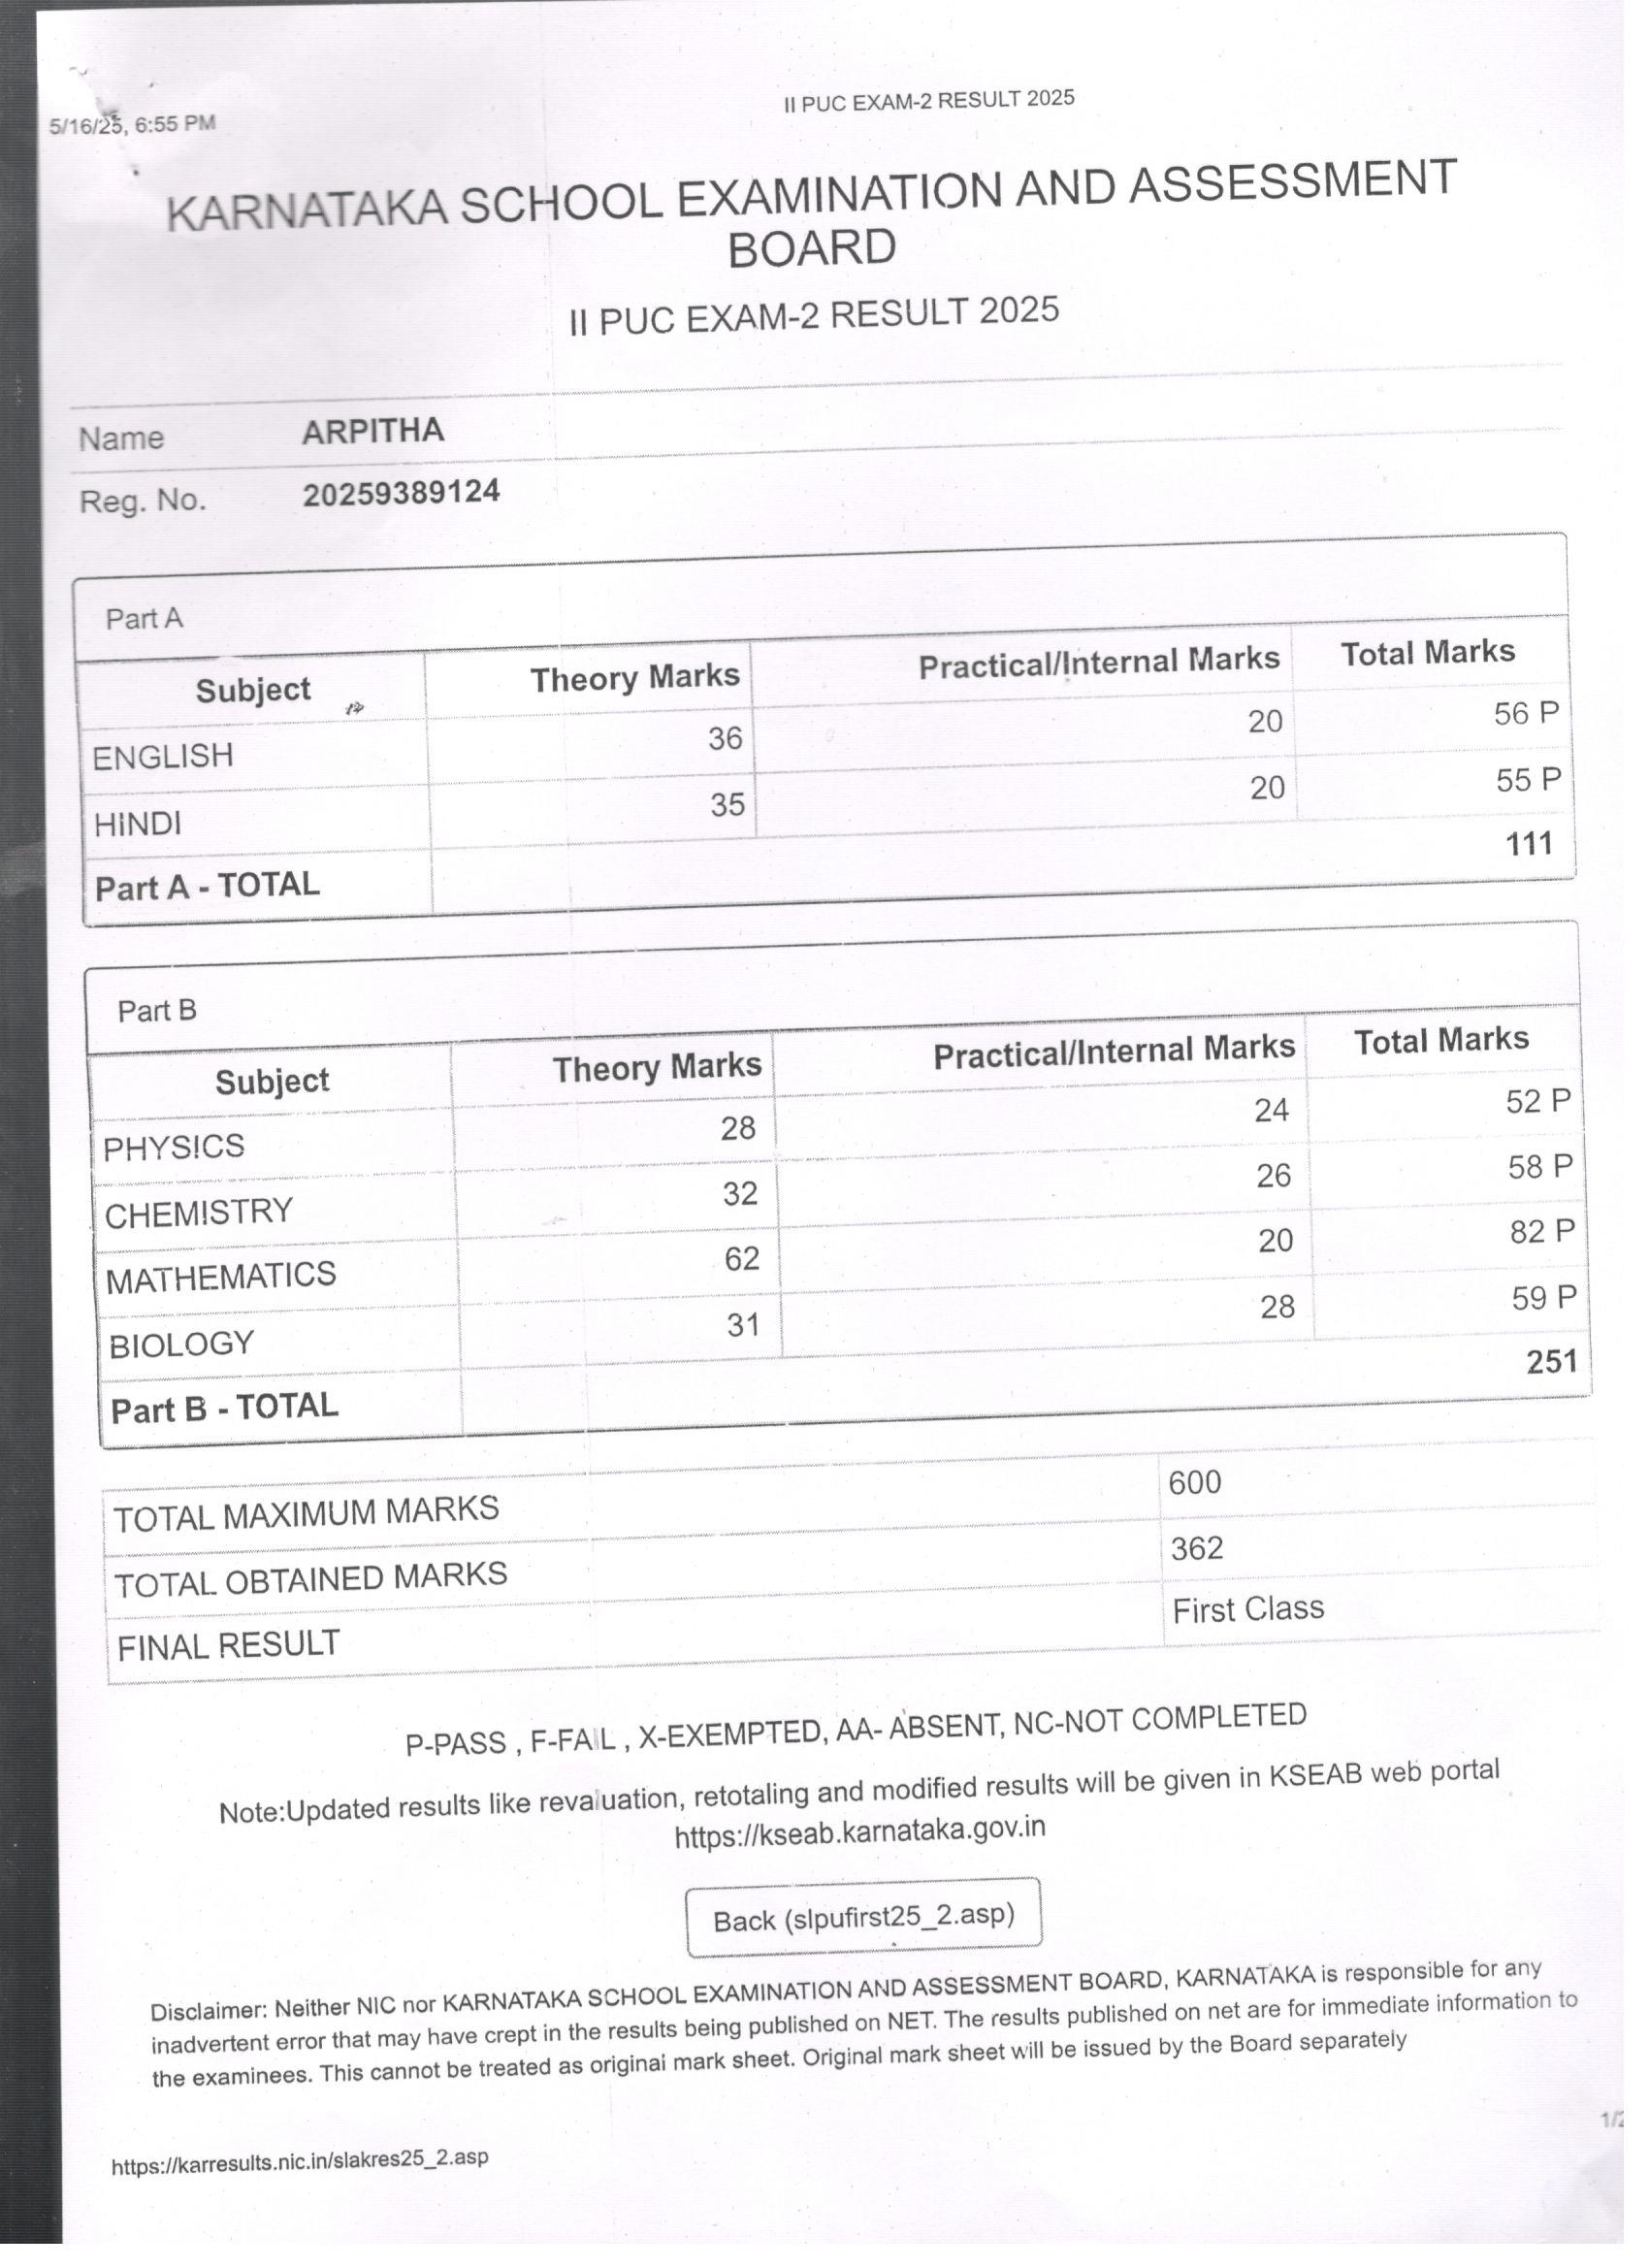 5/16/25, 6:55 PM
II PUC EXAM-2 RESULT 2025
KARNATAKA SCHOOL EXAMINATION AND ASSESSMENT
BOARD
II PUC EXAM-2 RESULT 2025
Name ARPITHA
Reg. No. 20259389124
Part A
Subject Theory Marks Practical/Internal Marks Total Marks
ENGLISH 36 20 56 P
HINDI 35 20 55 P
Part A - TOTAL 111
Part B
Subject Theory Marks Practical/Internal Marks Total Marks
PHYSICS 28 24 52 P
CHEMISTRY 32 26 58 P
MATHEMATICS 62 20 82 P
BIOLOGY 31 28 59 P
Part B - TOTAL 251
TOTAL MAXIMUM MARKS 600
TOTAL OBTAINED MARKS 362
FINAL RESULT First Class
P-PASS , F-FAIL , X-EXEMPTED, AA- ABSENT, NC-NOT COMPLETED
Note:Updated results like revaluation, retotaling and modified results will be given in KSEAB web portal
https://kseab.karnataka.gov.in
Back (slpufirst25_2.asp)
Disclaimer: Neither NIC nor KARNATAKA SCHOOL EXAMINATION AND ASSESSMENT BOARD, KARNATAKA is responsible for any
inadvertent error that may have crept in the results being published on NET. The results published on net are for immediate information to
the examinees. This cannot be treated as original mark sheet. Original mark sheet will be issued by the Board separately
1/2
https://karresults.nic.in/slakres25_2.asp